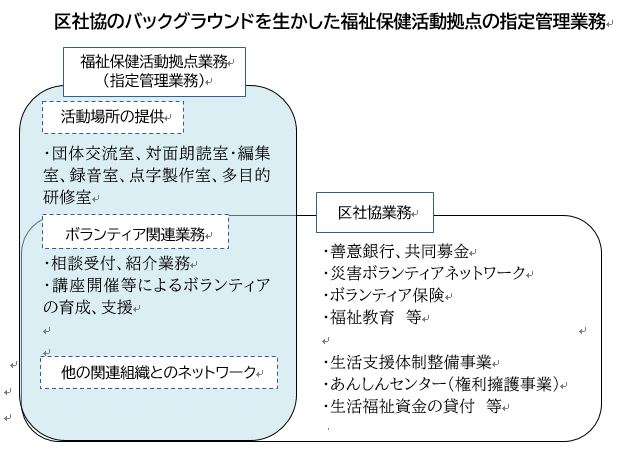 区社協のバックグラウンドを生かした福祉保健活動拠点の指定管理業務
福祉保健活動拠点業務
（指定管理業務）
活動場所の提供
・団体交流室、対面朗読室・編集
室、録音室、点字製作室、多目的
研修室
ボランティア関連業務
・相談受付、紹介業務
・講座開催等によるボランティア
の育成、支援
他の関連組織とのネットワーク
区社協業務
・善意銀行、共同募金
・災害ボランティアネットワーク
・ボランティア保険
・福祉教育　等
・生活支援体制整備事業
・あんしんセンター（権利擁護事業）
・生活福祉資金の貸付　等